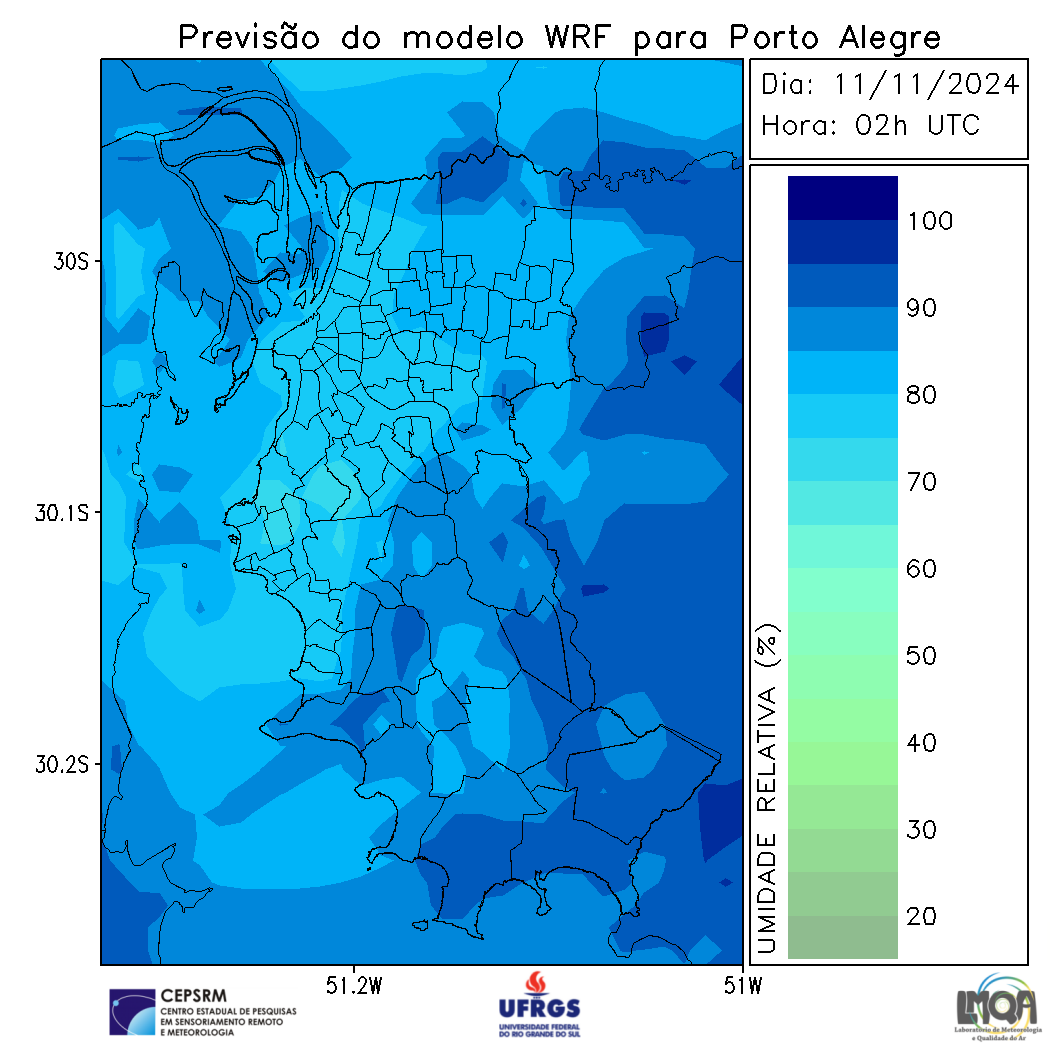 Previsão do modelo WRF para Porto Alegre
Dia: 11/11/2024
Hora: 02h UTC
30S
30.1S
30.2S
51.2W
51W
100
90
80
70
60
50
40
30
20
UMIDADE RELATIVA (%)
CEPSRM
CENTRO ESTADUAL DE PESQUISAS
EM SENSORIAMENTO REMOTO
E METEOROLOGIA
UFRGS
UNIVERSIDADE FEDERAL
DO RIO GRANDE DO SUL
LMQA
Laboratório de Meteorologia
e Qualidade do Ar